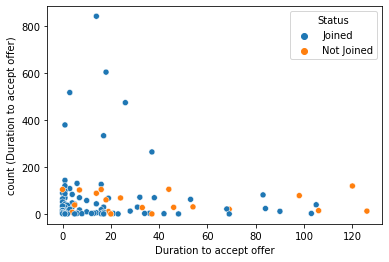 Status
Joined
Not Joined
count (Duration to accept offer)
800
600
400
200
0
0 20 40 60 80 100 120
Duration to accept offer